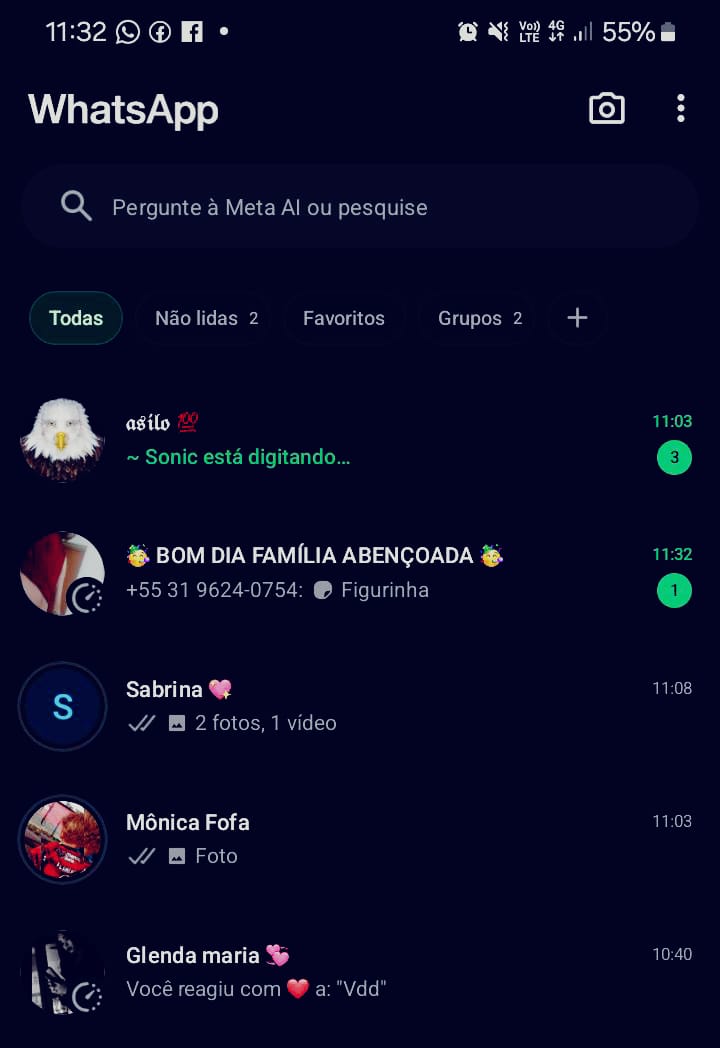 11:32 Vo) LTE 4G 55%
WhatsApp
Pergunte à Meta AI ou pesquise
Todas Não lidas 2 Favoritos Grupos 2 +
𝖆𝖘í𝖑𝖔 💯 11:03
~ Sonic está digitando... 3
🥳 BOM DIA FAMÍLIA ABENÇOADA 🥳 11:32
+55 31 9624-0754: Figurinha 1
S
Sabrina 💖 11:08
2 fotos, 1 vídeo
Mônica Fofa 11:03
Foto
Glenda maria 💞 10:40
Você reagiu com ❤️ a: "Vdd"